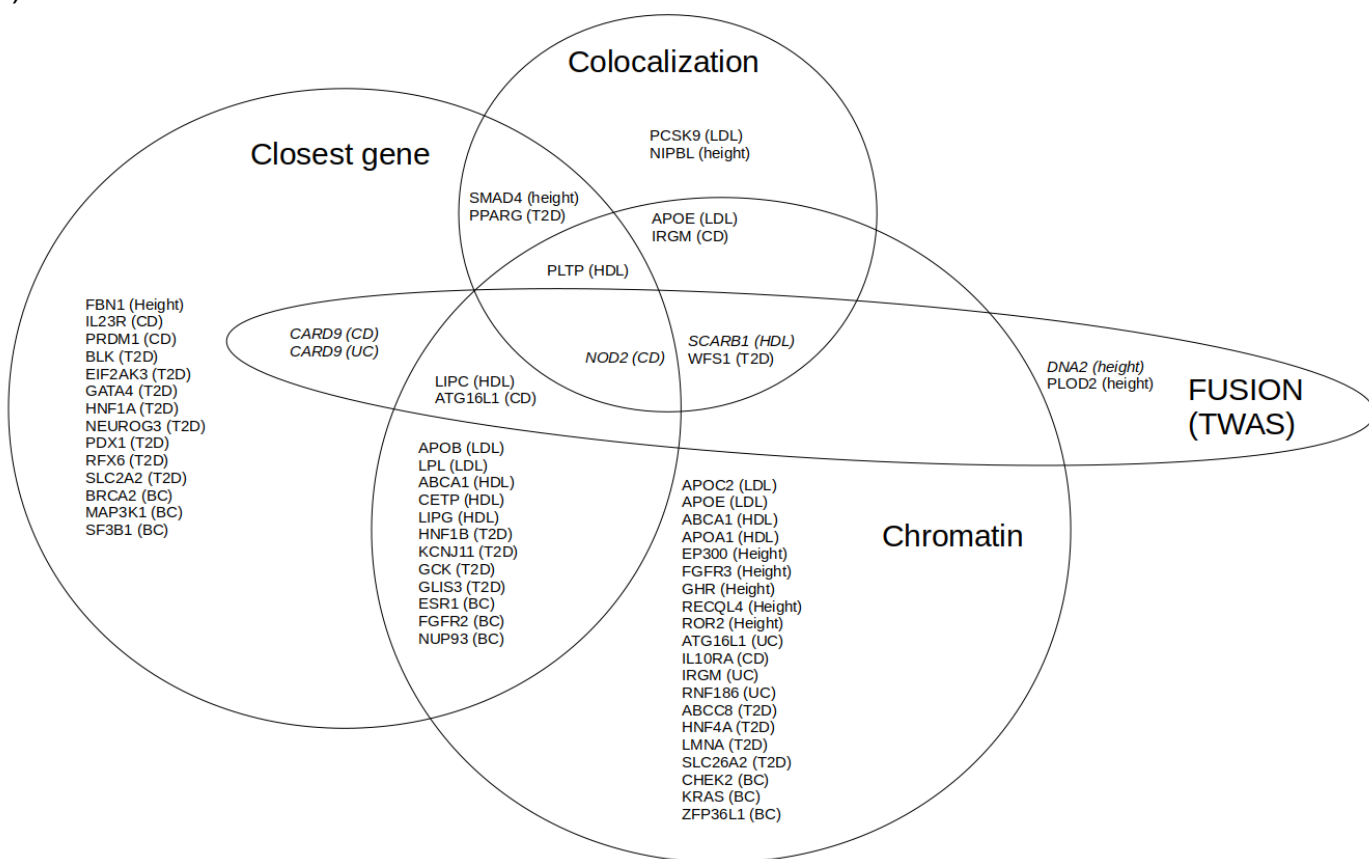 Colocalization
PCSK9 (LDL)
NIPBL (height)
Closest gene
SMAD4 (height)
PPARG (T2D)
APOE (LDL)
IRGM (CD)
PLTP (HDL)
FBN1 (Height)
IL23R (CD)
PRDM1 (CD)
BLK (T2D)
EIF2AK3 (T2D)
GATA4 (T2D)
HNF1A (T2D)
NEUROG3 (T2D)
PDX1 (T2D)
RFX6 (T2D)
SLC2A2 (T2D)
BRCA2 (BC)
MAP3K1 (BC)
SF3B1 (BC)
CARD9 (CD)
CARD9 (UC)
NOD2 (CD)
SCARB1 (HDL)
WFS1 (T2D)
DNA2 (height)
PLOD2 (height)
FUSION
(TWAS)
LIPC (HDL)
ATG16L1 (CD)
APOB (LDL)
LPL (LDL)
ABCA1 (HDL)
CETP (HDL)
LIPG (HDL)
HNF1B (T2D)
KCNJ11 (T2D)
GCK (T2D)
GLIS3 (T2D)
ESR1 (BC)
FGFR2 (BC)
NUP93 (BC)
APOC2 (LDL)
APOE (LDL)
ABCA1 (HDL)
APOA1 (HDL)
EP300 (Height)
FGFR3 (Height)
GHR (Height)
RECQL4 (Height)
ROR2 (Height)
ATG16L1 (UC)
IL10RA (CD)
IRGM (UC)
RNF186 (UC)
ABCC8 (T2D)
HNF4A (T2D)
LMNA (T2D)
SLC26A2 (T2D)
CHEK2 (BC)
KRAS (BC)
ZFP36L1 (BC)
Chromatin